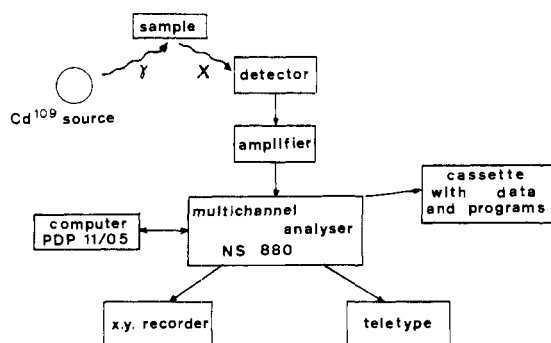 sample
γ
X
detector
Cd109 source
amplifier
cassette
with data
and programs
multichannel
analyser
NS 880
computer
PDP 11/05
x.y. recorder
teletype